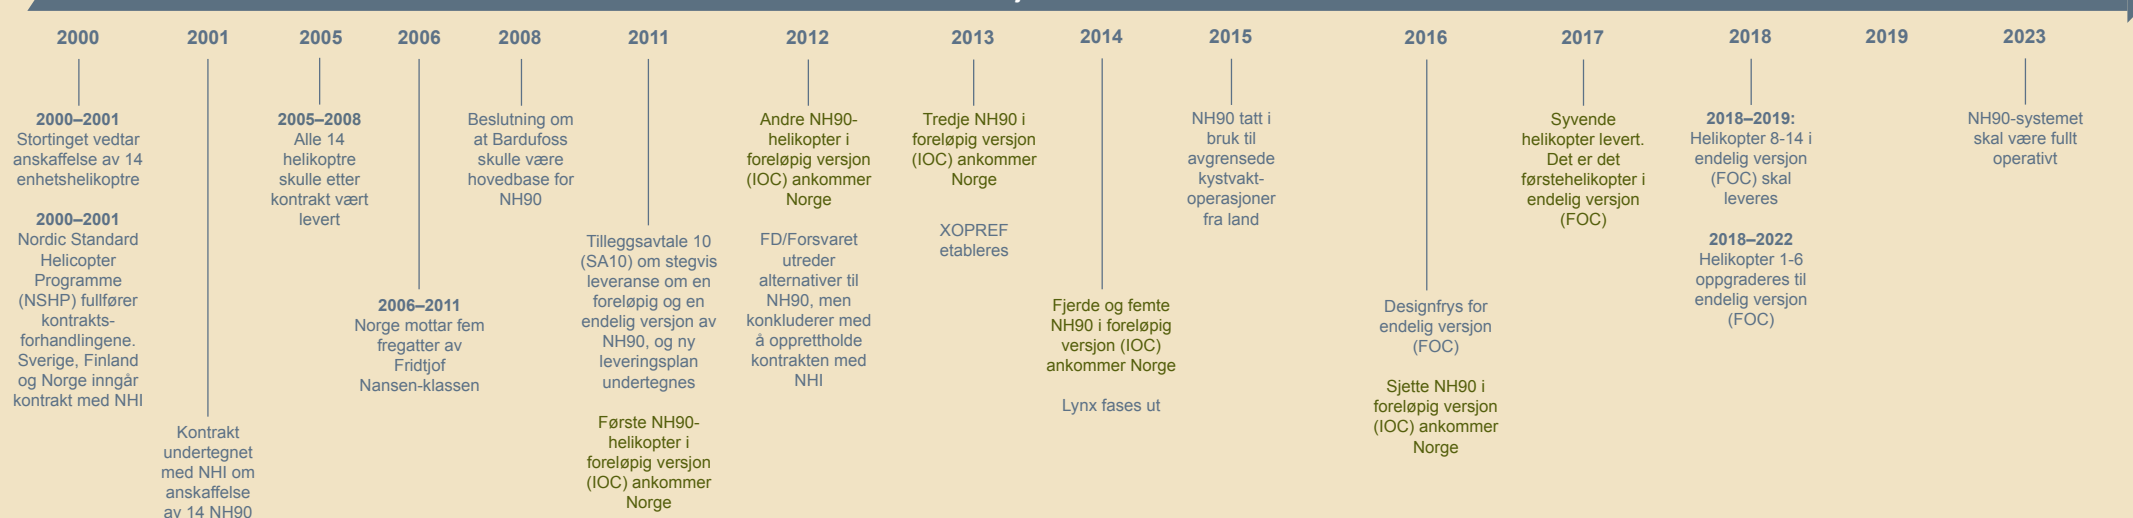 2000
2001
2005
2006
2008
2011
2012
2013
2014
2015
2016
2017
2018
2019
2023
2000–2001
Stortinget vedtar
anskaffelse av 14
enhetshelikoptre
2000–2001
Nordic Standard
Helicopter
Programme
(NSHP) fullfører
kontrakts-
forhandlingene.
Sverige, Finland
og Norge inngår
kontrakt med NHI
Kontrakt
undertegnet
med NHI om
anskaffelse
av 14 NH90
2005–2008
Alle 14
helikoptre
skulle etter
kontrakt vært
levert
2006–2011
Norge mottar fem
fregatter av
Fridtjof
Nansen-klassen
Beslutning om
at Bardufoss
skulle være
hovedbase for
NH90
Tilleggsavtale 10
(SA10) om stegvis
leveranse om en
foreløpig og en
endelig versjon av
NH90, og ny
leveringsplan
undertegnes
Første NH90-
helikopter i
foreløpig versjon
(IOC) ankommer
Norge
Andre NH90-
helikopter i
foreløpig versjon
(IOC) ankommer
Norge
FD/Forsvaret
utreder
alternativer til
NH90, men
konkluderer med
å opprettholde
kontrakten med
NHI
Tredje NH90 i
foreløpig versjon
(IOC) ankommer
Norge
XOPREF
etableres
Fjerde og femte
NH90 i foreløpig
versjon (IOC)
ankommer Norge
Lynx fases ut
NH90 tatt i
bruk til
avgrensede
kystvakt-
operasjoner
fra land
Designfrys for
endelig versjon
(FOC)
Sjette NH90 i
foreløpig versjon
(IOC) ankommer
Norge
Syvende
helikopter levert.
Det er det
førstehelikopter i
endelig versjon
(FOC)
2018–2019:
Helikopter 8-14 i
endelig versjon
(FOC) skal
leveres
2018–2022
Helikopter 1-6
oppgraderes til
endelig versjon
(FOC)
NH90-systemet
skal være fullt
operativt